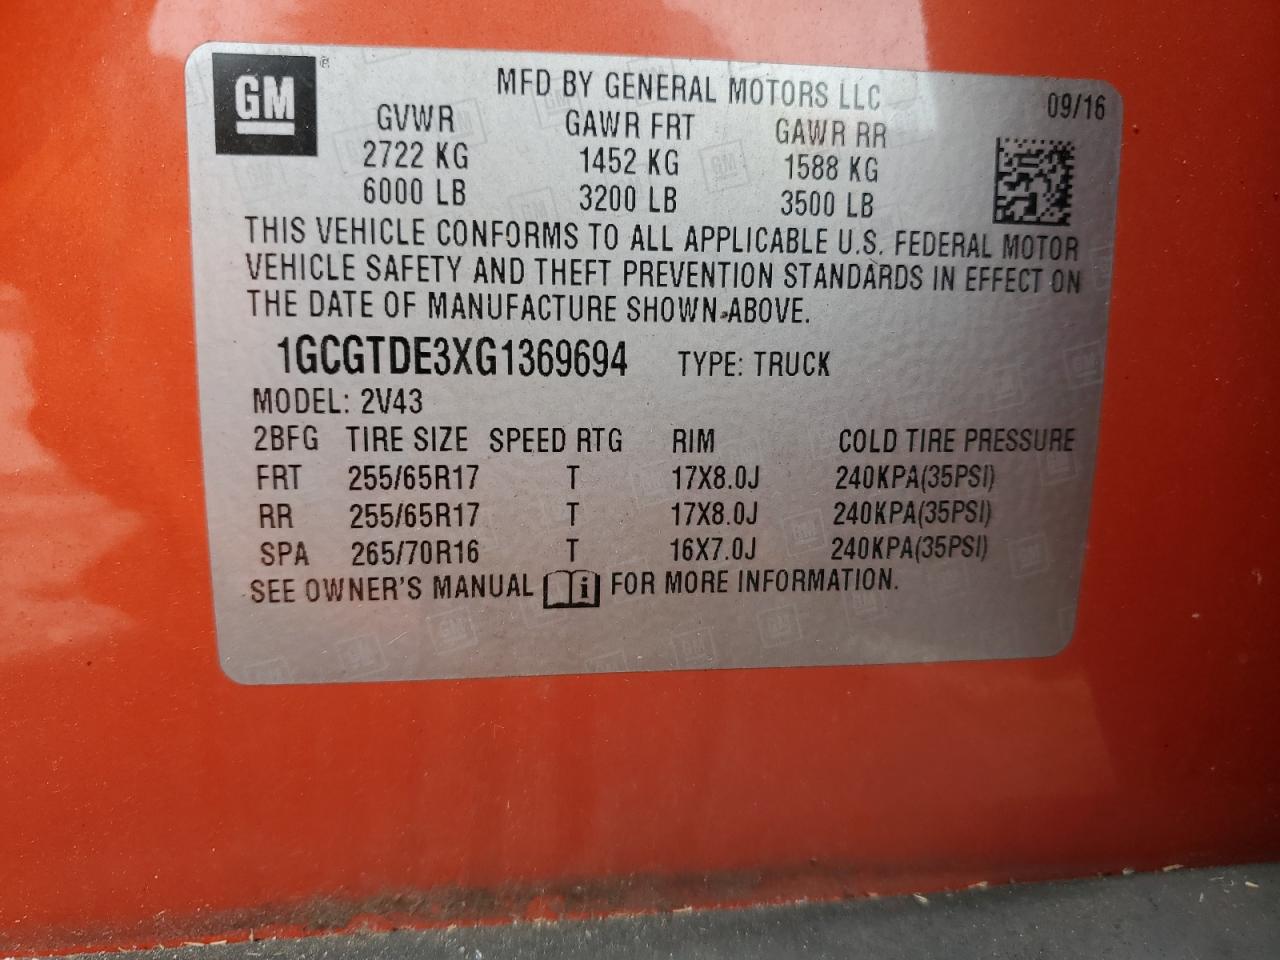 GM
MFD BY GENERAL MOTORS LLC
09/16
GVWR GAWR FRT GAWR RR
2722 KG 1452 KG 1588 KG
6000 LB 3200 LB 3500 LB
THIS VEHICLE CONFORMS TO ALL APPLICABLE U.S. FEDERAL MOTOR
VEHICLE SAFETY AND THEFT PREVENTION STANDARDS IN EFFECT ON
THE DATE OF MANUFACTURE SHOWN ABOVE.
1GCGTDE3XG1369694 TYPE: TRUCK
MODEL: 2V43
2BFG TIRE SIZE SPEED RTG RIM COLD TIRE PRESSURE
FRT 255/65R17 T 17X8.0J 240KPA(35PSI)
RR 255/65R17 T 17X8.0J 240KPA(35PSI)
SPA 265/70R16 T 16X7.0J 240KPA(35PSI)
SEE OWNER'S MANUAL i FOR MORE INFORMATION.